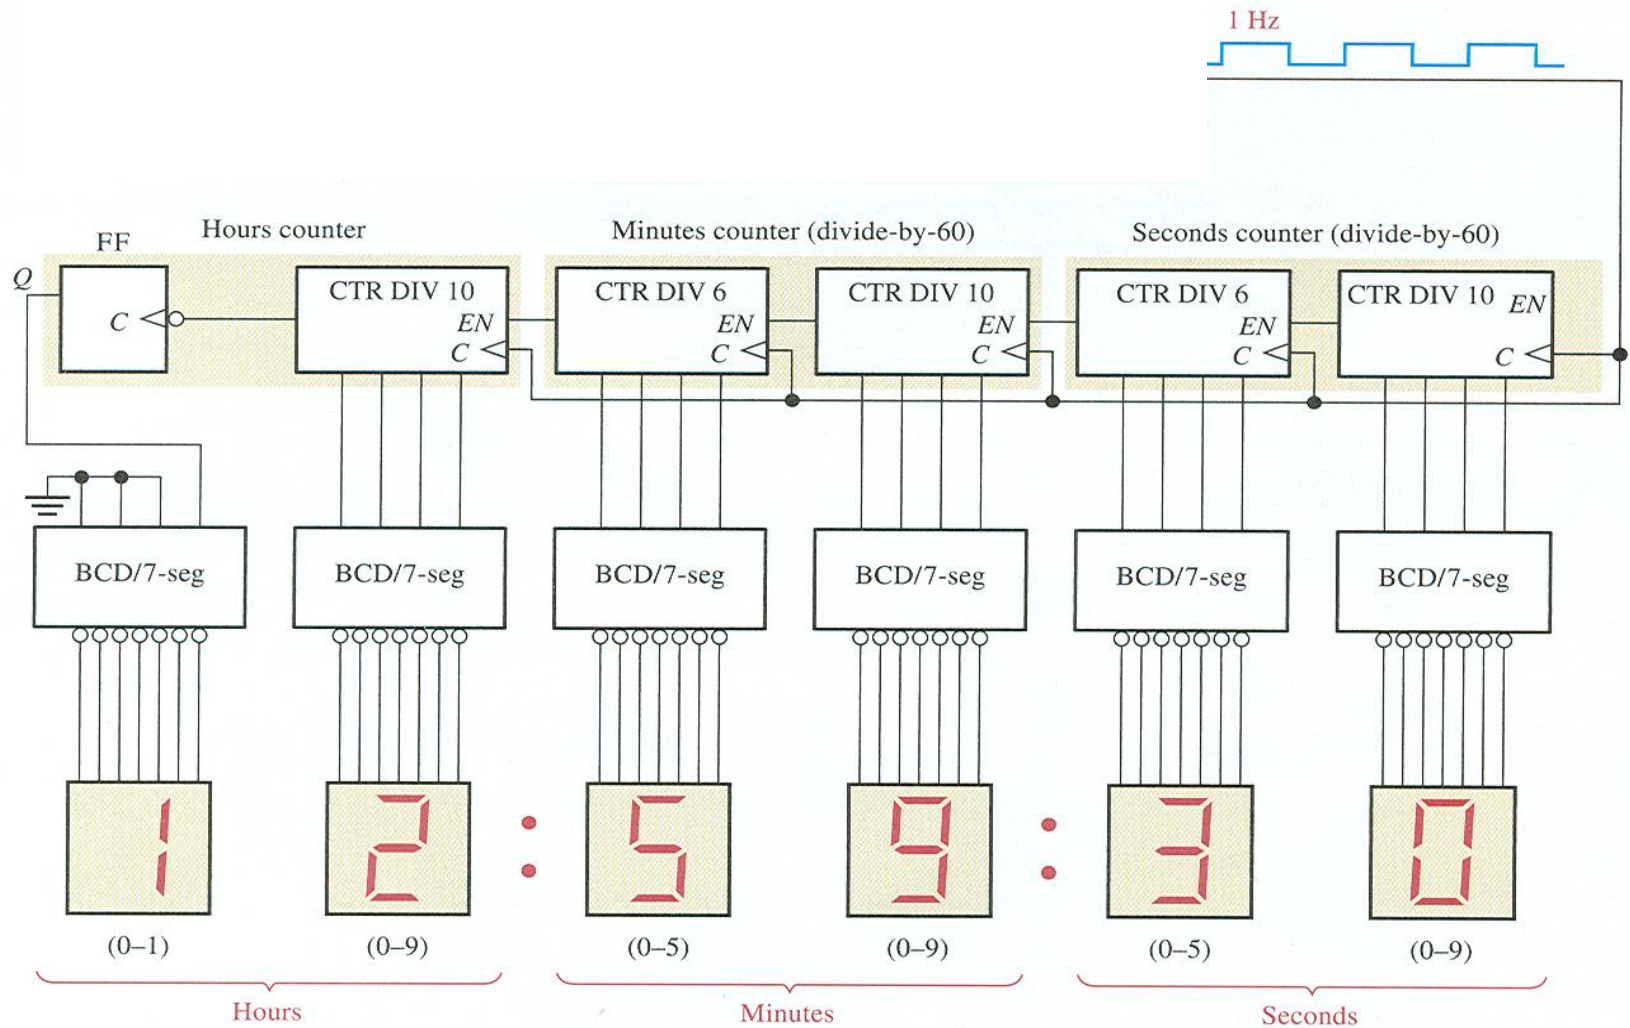 1 Hz
FF
Hours counter
Minutes counter (divide-by-60)
Seconds counter (divide-by-60)
Q
C
CTR DIV 10
EN
C
CTR DIV 6
EN
C
CTR DIV 10
EN
C
CTR DIV 6
EN
C
CTR DIV 10
EN
C
BCD/7-seg
BCD/7-seg
BCD/7-seg
BCD/7-seg
BCD/7-seg
BCD/7-seg
1 2 : 5 9 : 3 0
(0–1)
(0–9)
(0–5)
(0–9)
(0–5)
(0–9)
Hours
Minutes
Seconds